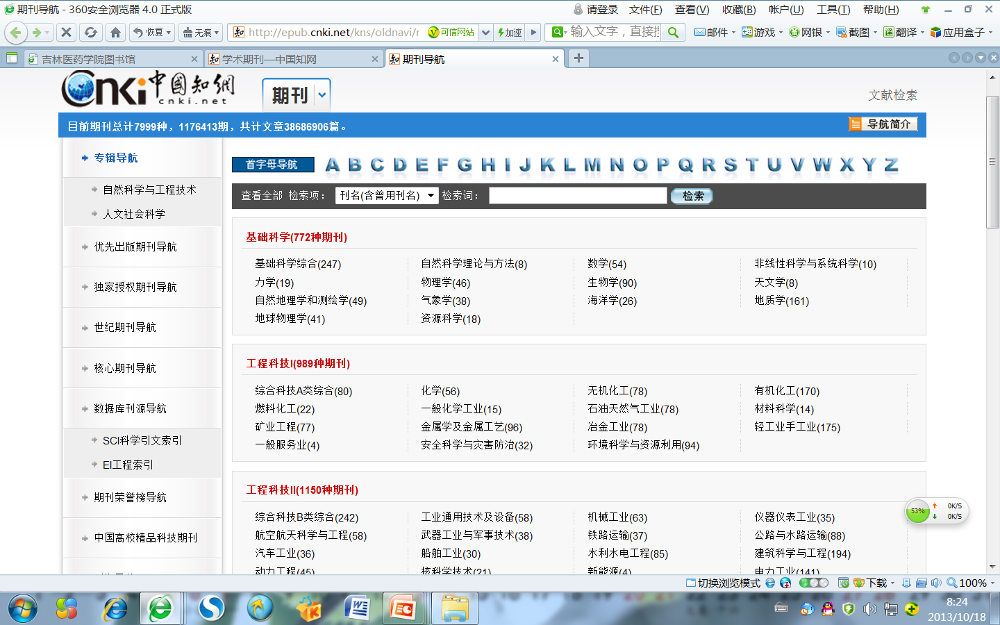 期刊导航 - 360安全浏览器 4.0 正式版
请登录 文件(F) 查看(V) 收藏(B) 帐户(U) 工具(T) 帮助(H)
恢复 无痕 http://epub.cnki.net/kns/oldnavi/r 可信网站 加速 输入文字，直接搜 邮件 游戏 网银 截图 翻译 应用盒子
吉林医药学院图书馆 学术期刊—中国知网 期刊导航
cnki中國知網
cnki.net
期刊
文献检索
目前期刊总计7999种，1176413期，共计文章38686906篇。
导航简介
专辑导航
自然科学与工程技术
人文社会科学
优先出版期刊导航
独家授权期刊导航
世纪期刊导航
核心期刊导航
数据库刊源导航
SCI科学引文索引
EI工程索引
期刊荣誉榜导航
中国高校精品科技期刊
首字母导航 A B C D E F G H I J K L M N O P Q R S T U V W X Y Z
查看全部 检索项： 刊名(含曾用刊名) 检索词： 检索
基础科学(772种期刊)
基础科学综合(247) 自然科学理论与方法(8) 数学(54) 非线性科学与系统科学(10)
力学(19) 物理学(46) 生物学(90) 天文学(8)
自然地理学和测绘学(49) 气象学(38) 海洋学(26) 地质学(161)
地球物理学(41) 资源科学(18)
工程科技I(989种期刊)
综合科技A类综合(80) 化学(56) 无机化工(78) 有机化工(170)
燃料化工(22) 一般化学工业(15) 石油天然气工业(78) 材料科学(14)
矿业工程(77) 金属学及金属工艺(96) 冶金工业(78) 轻工业手工业(175)
一般服务业(4) 安全科学与灾害防治(32) 环境科学与资源利用(94)
工程科技II(1150种期刊)
综合科技B类综合(242) 工业通用技术及设备(58) 机械工业(63) 仪器仪表工业(35)
航空航天科学与工程(58) 武器工业与军事技术(38) 铁路运输(37) 公路与水路运输(88)
汽车工业(36) 船舶工业(30) 水利水电工程(85) 建筑科学与工程(194)
动力工程(45) 核科学技术(21) 新能源(4) 电力工业(141)
53% 0K/S
0K/S
切换浏览模式 下载 100%
8:24
2013/10/18